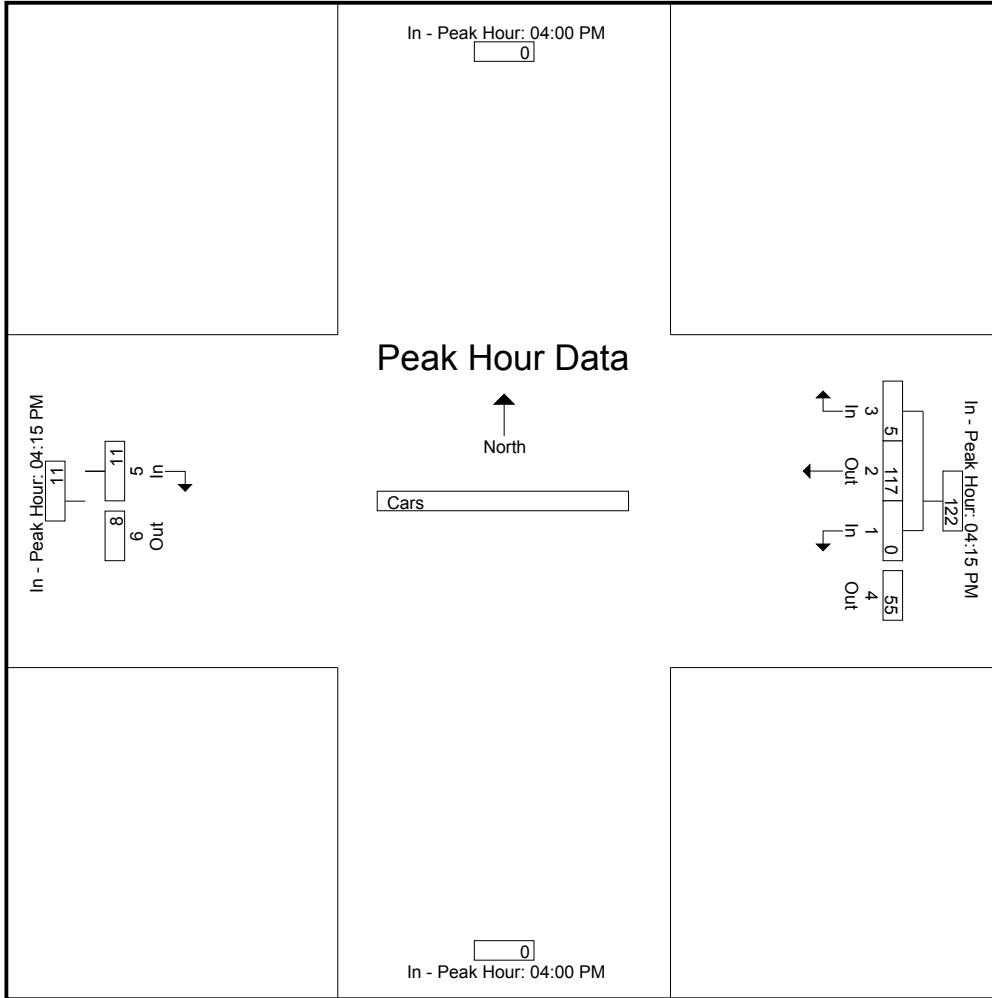 In - Peak Hour: 04:00 PM
0
Peak Hour Data
North
Cars
In - Peak Hour: 04:15 PM
11
11
5 In
8
6 Out
In - Peak Hour: 04:15 PM
122
5
3 In
117
2 Out
0
1 In
55
4 Out
0
In - Peak Hour: 04:00 PM